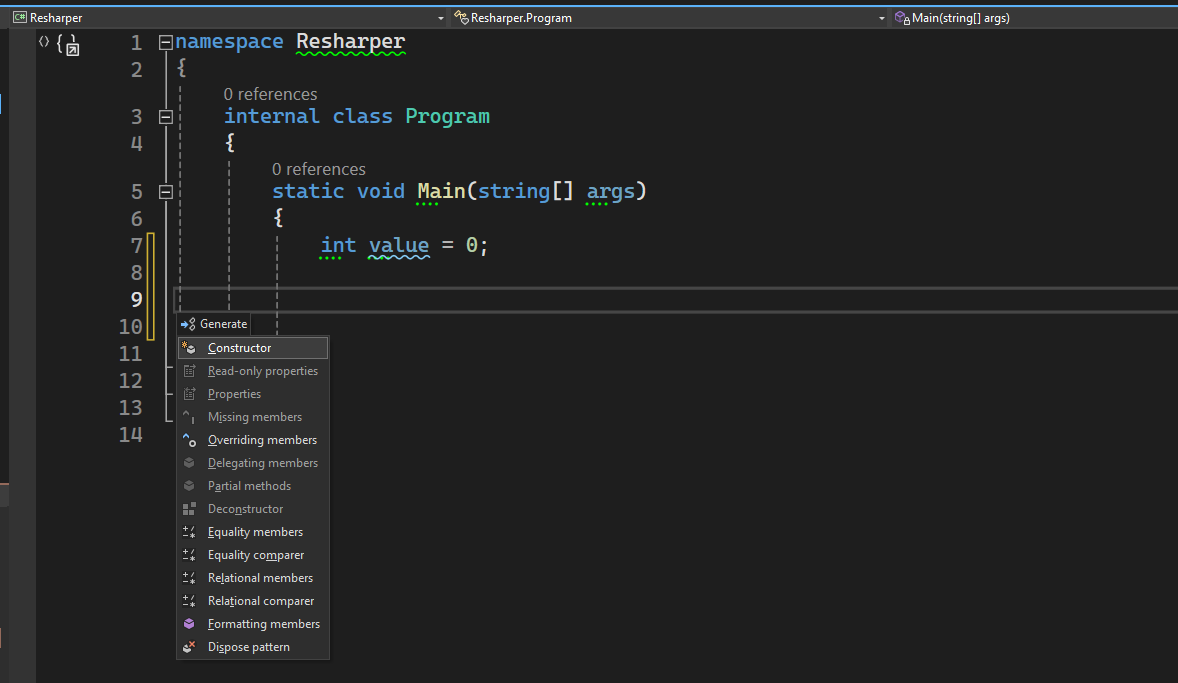 C# Resharper
Resharper.Program
Main(string[] args)
1 namespace Resharper
2 {
0 references
3 internal class Program
4 {
0 references
5 static void Main(string[] args)
6 {
7 int value = 0;
8
9
10
11
12
13
14
Generate
Constructor
Read-only properties
Properties
Missing members
Overriding members
Delegating members
Partial methods
Deconstructor
Equality members
Equality comparer
Relational members
Relational comparer
Formatting members
Dispose pattern